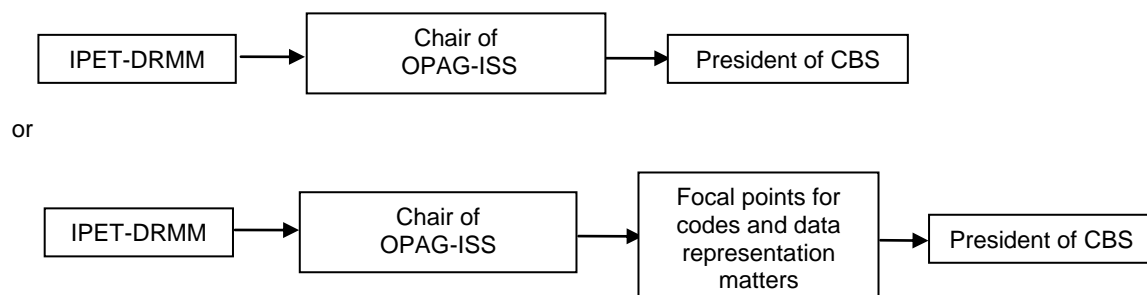 IPET-DRMM
Chair of
OPAG-ISS
President of CBS
or
IPET-DRMM
Chair of
OPAG-ISS
Focal points for
codes and data
representation
matters
President of CBS